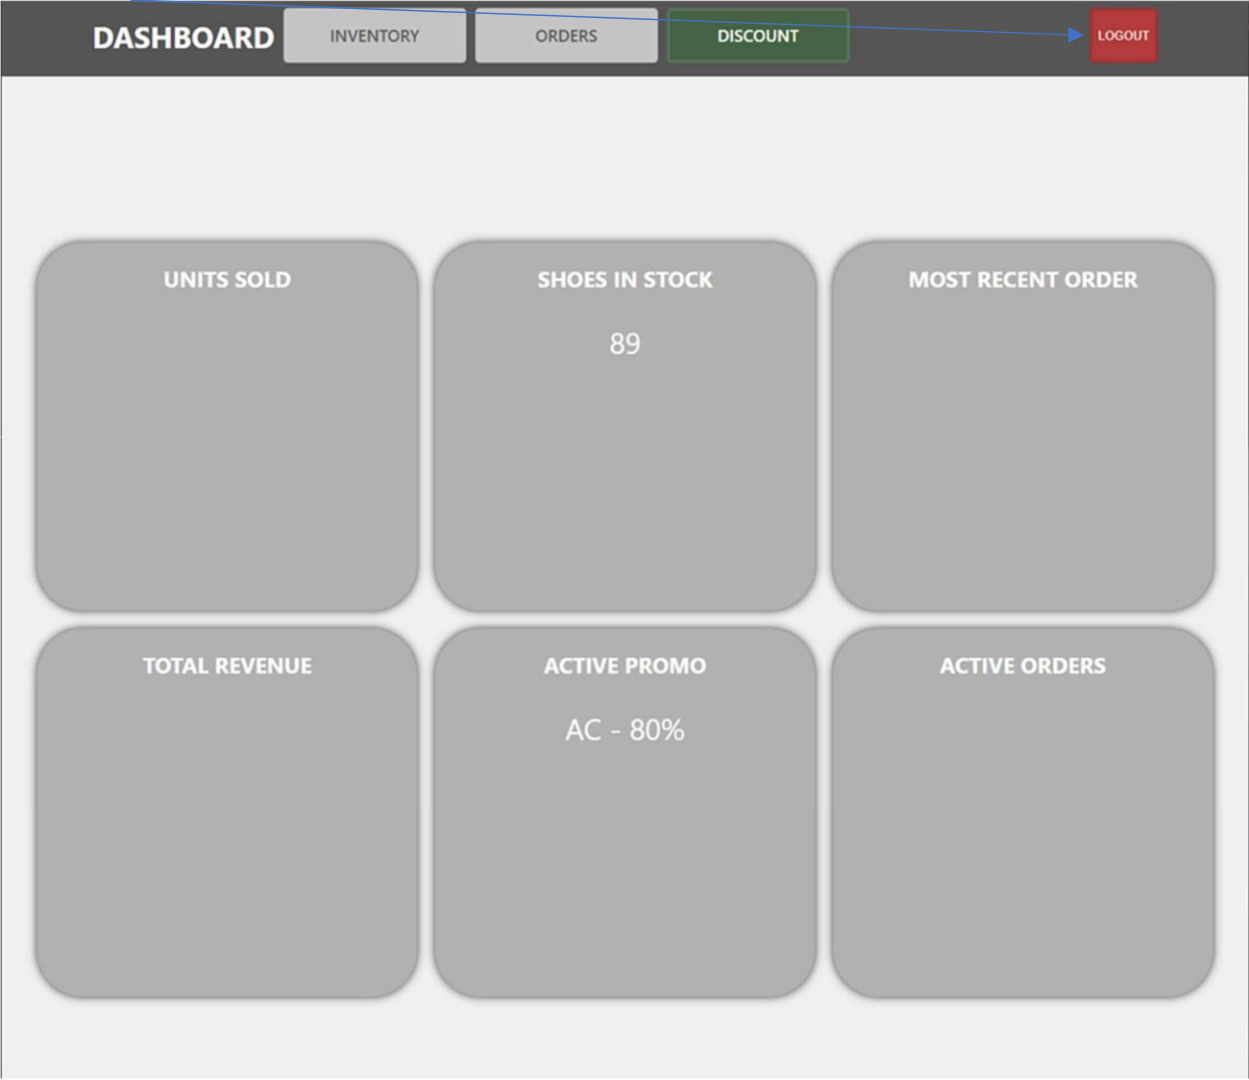 DASHBOARD INVENTORY ORDERS DISCOUNT LOGOUT
UNITS SOLD
SHOES IN STOCK
89
MOST RECENT ORDER
TOTAL REVENUE
ACTIVE PROMO
AC - 80%
ACTIVE ORDERS